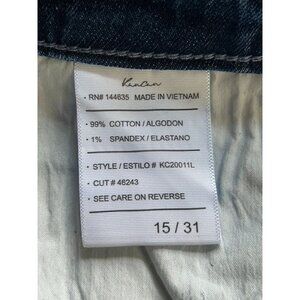 KanCan
• RN# 144635 MADE IN VIETNAM
• 99% COTTON / ALGODON
• 1% SPANDEX / ELASTANO
• STYLE / ESTILO # KC20011L
• CUT # 46243
• SEE CARE ON REVERSE
15 / 31